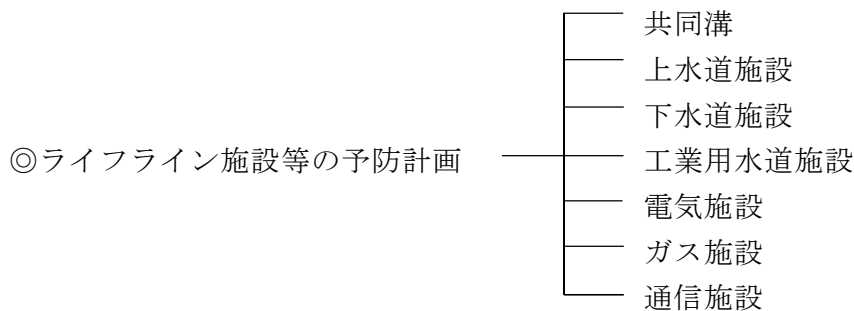 共同溝
上水道施設
下水道施設
◎ライフライン施設等の予防計画
工業用水道施設
電気施設
ガス施設
通信施設